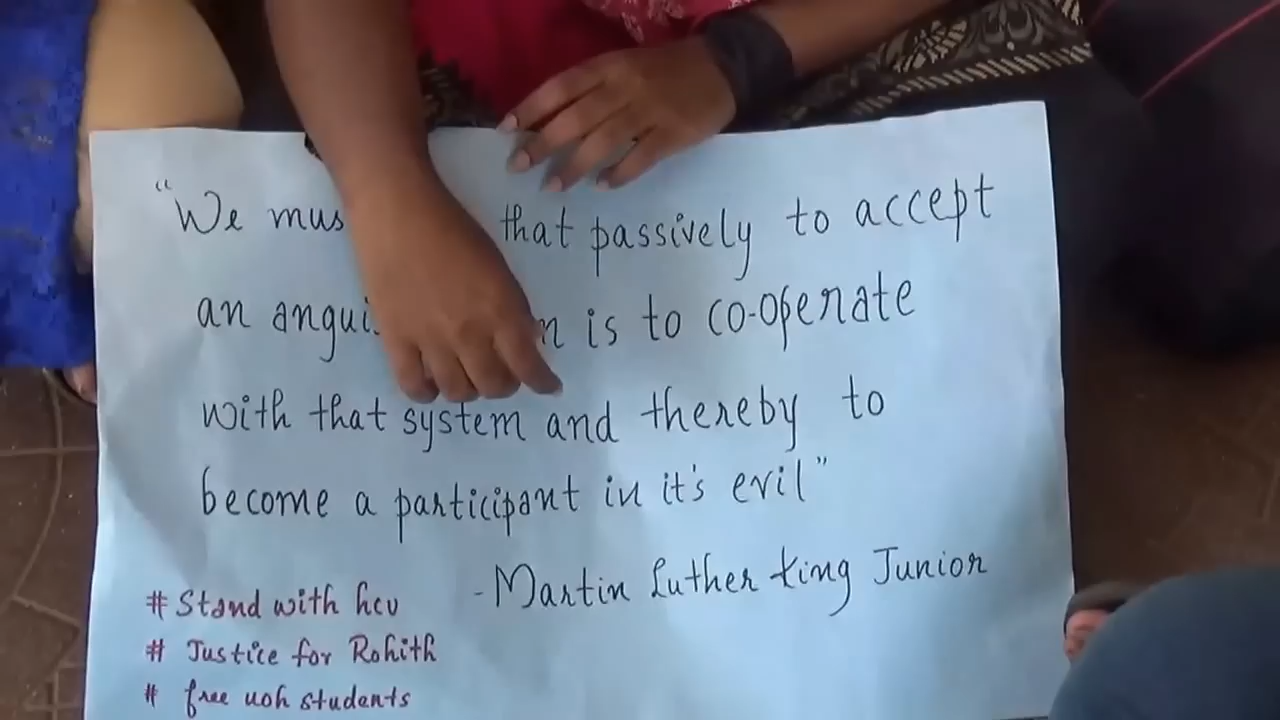 "We mus that passively to accept
an angui n is to co-operate
with that system and thereby to
become a participant in it's evil"
- Martin Luther King Junior
# Stand with hcu
# Justice for Rohith
# free uoh students